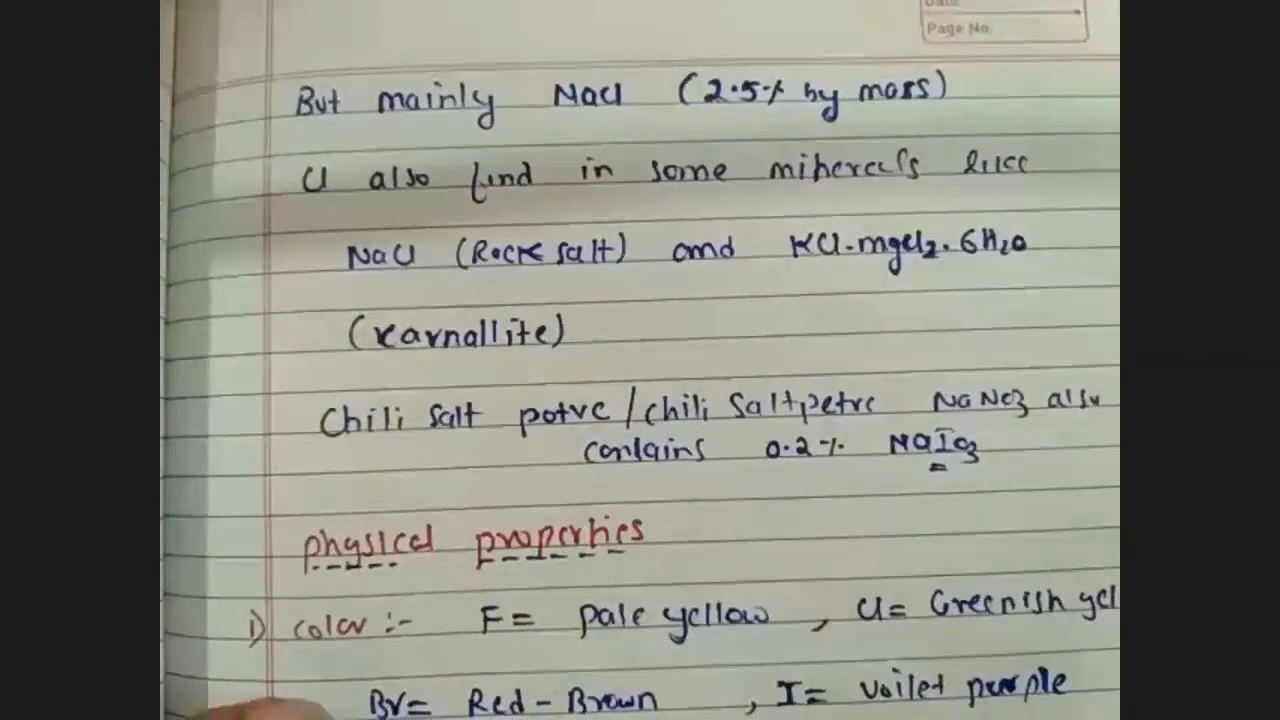 Page No.
But mainly NaCl (2.5% by mass)
Cl also find in some minerals like
NaCl (Rock salt) and KCl.MgCl2.6H2O
(Karnallite)
Chili salt potre / chili saltpetre NaNO3 also
contains 0.2% NaIO3
physical properties
1) color :- F = pale yellow , Cl = Greenish yel
Br = Red - Brown , I = voilet purple